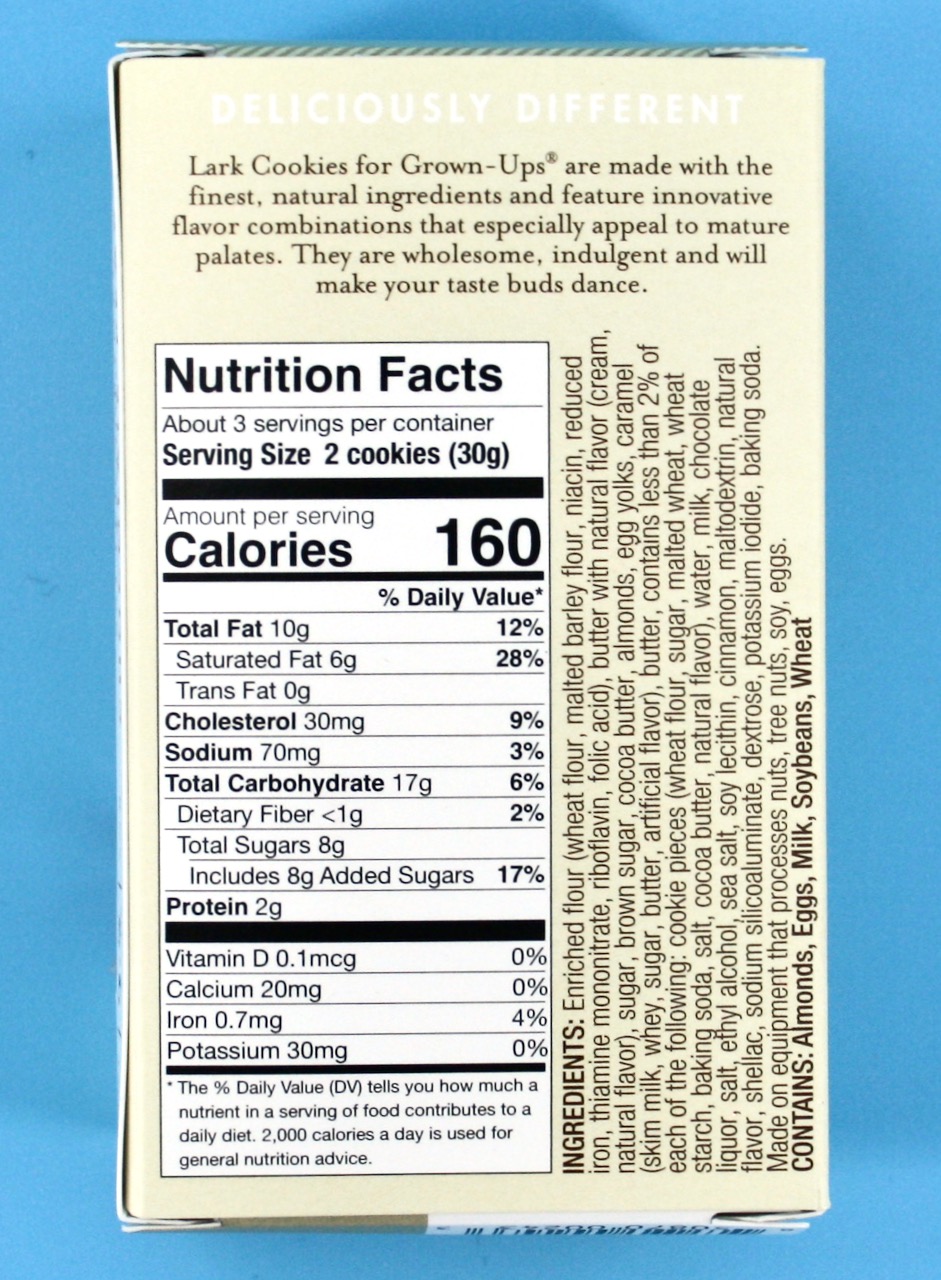 DELICIOUSLY DIFFERENT
Lark Cookies for Grown-Ups® are made with the
finest, natural ingredients and feature innovative
flavor combinations that especially appeal to mature
palates. They are wholesome, indulgent and will
make your taste buds dance.
Nutrition Facts
About 3 servings per container
Serving Size 2 cookies (30g)
Amount per serving
Calories 160
% Daily Value*
Total Fat 10g 12%
Saturated Fat 6g 28%
Trans Fat 0g
Cholesterol 30mg 9%
Sodium 70mg 3%
Total Carbohydrate 17g 6%
Dietary Fiber <1g 2%
Total Sugars 8g
Includes 8g Added Sugars 17%
Protein 2g
Vitamin D 0.1mcg 0%
Calcium 20mg 0%
Iron 0.7mg 4%
Potassium 30mg 0%
* The % Daily Value (DV) tells you how much a
nutrient in a serving of food contributes to a
daily diet. 2,000 calories a day is used for
general nutrition advice.
INGREDIENTS: Enriched flour (wheat flour, malted barley flour, niacin, reduced
iron, thiamine mononitrate, riboflavin, folic acid), butter with natural flavor (cream,
natural flavor), sugar, brown sugar, cocoa butter, almonds, egg yolks, caramel
(skim milk, whey, sugar, butter, artificial flavor), butter, contains less than 2% of
each of the following: cookie pieces (wheat flour, sugar, malted wheat, wheat
starch, baking soda, salt, cocoa butter, natural flavor), water, milk, chocolate
liquor, salt, ethyl alcohol, sea salt, soy lecithin, cinnamon, maltodextrin, natural
flavor, shellac, sodium silicoaluminate, dextrose, potassium iodide, baking soda.
Made on equipment that processes nuts, tree nuts, soy, eggs.
CONTAINS: Almonds, Eggs, Milk, Soybeans, Wheat